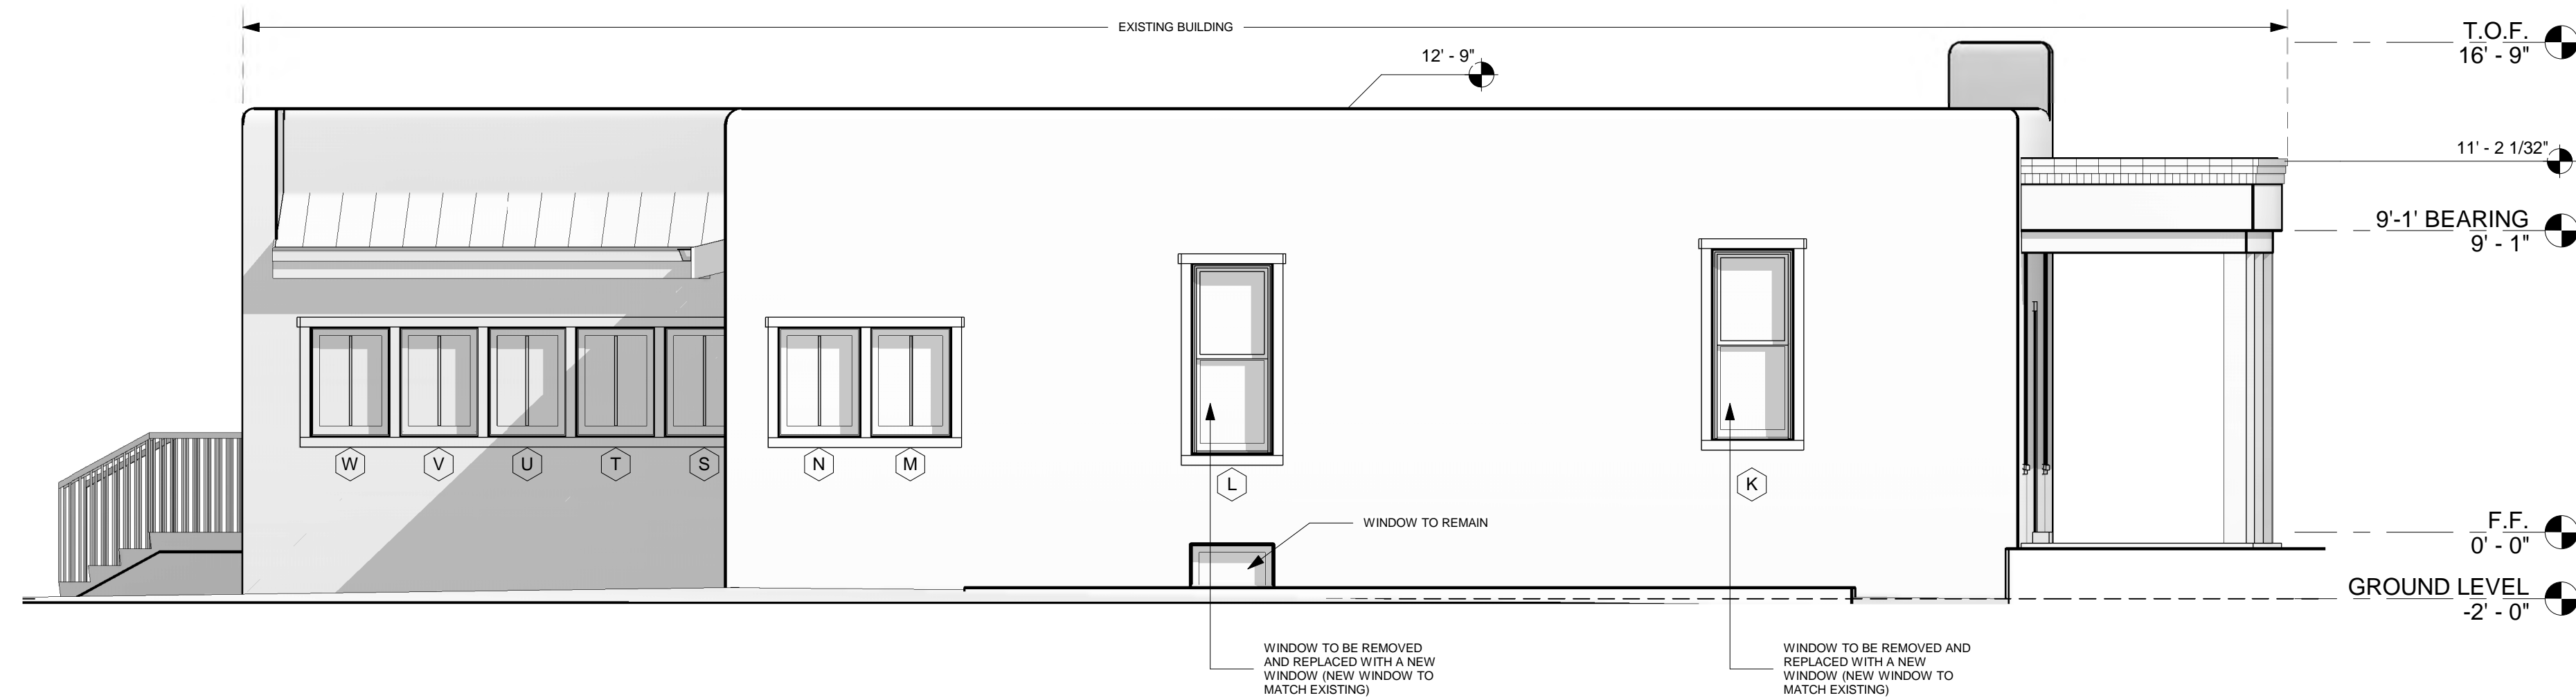 EXISTING BUILDING
T.O.F.
16' - 9"
12' - 9"
11' - 2 1/32"
9'-1' BEARING
9' - 1"
W
V
U
T
S
N
M
L
K
WINDOW TO REMAIN
F.F.
0' - 0"
GROUND LEVEL
-2' - 0"
WINDOW TO BE REMOVED
AND REPLACED WITH A NEW
WINDOW (NEW WINDOW TO
MATCH EXISTING)
WINDOW TO BE REMOVED AND
REPLACED WITH A NEW
WINDOW (NEW WINDOW TO
MATCH EXISTING)